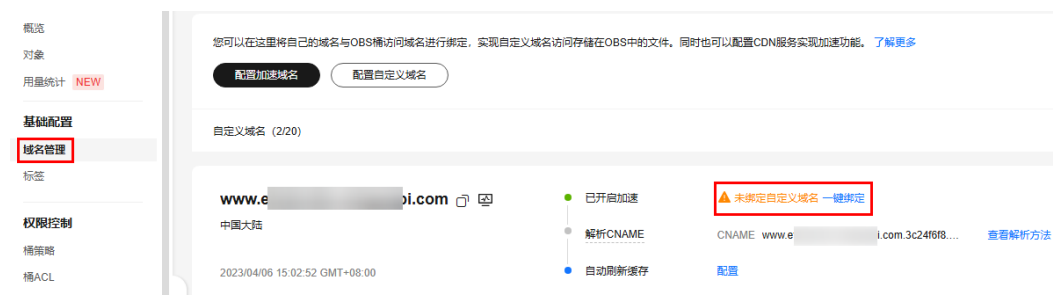 概览
对象
用量统计 NEW
基础配置
域名管理
标签
权限控制
桶策略
桶ACL
您可以在这里将自己的域名与OBS桶访问域名进行绑定，实现自定义域名访问存储在OBS中的文件。同时也可以配置CDN服务实现加速功能。 了解更多
配置加速域名 配置自定义域名
自定义域名 (2/20)
www.e pi.com
中国大陆
2023/04/06 15:02:52 GMT+08:00
已开启加速 未绑定自定义域名 一键绑定
解析CNAME CNAME www.e i.com.3c24f6f8.... 查看解析方法
自动刷新缓存 配置